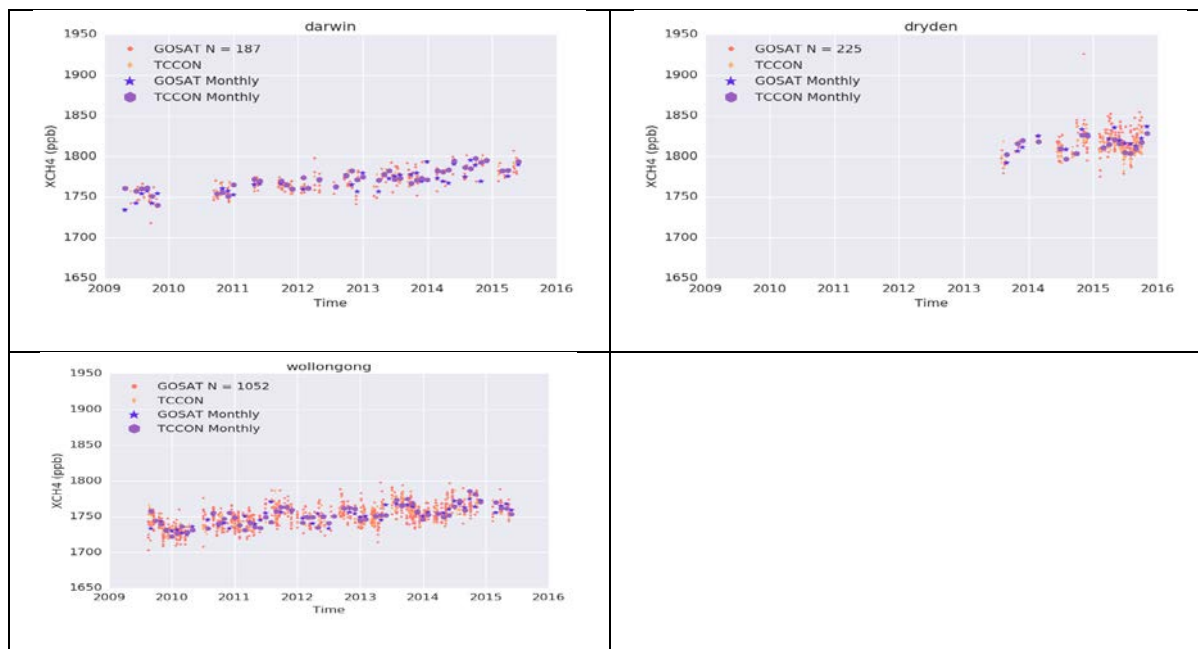 darwin
1950
1900
1850
1800
1750
1700
1650
XCH4 (ppb)
GOSAT N = 187
TCCON
GOSAT Monthly
TCCON Monthly
2009 2010 2011 2012 2013 2014 2015 2016
Time
dryden
1950
1900
1850
1800
1750
1700
1650
XCH4 (ppb)
GOSAT N = 225
TCCON
GOSAT Monthly
TCCON Monthly
2009 2010 2011 2012 2013 2014 2015 2016
Time
wollongong
1950
1900
1850
1800
1750
1700
1650
XCH4 (ppb)
GOSAT N = 1052
TCCON
GOSAT Monthly
TCCON Monthly
2009 2010 2011 2012 2013 2014 2015 2016
Time